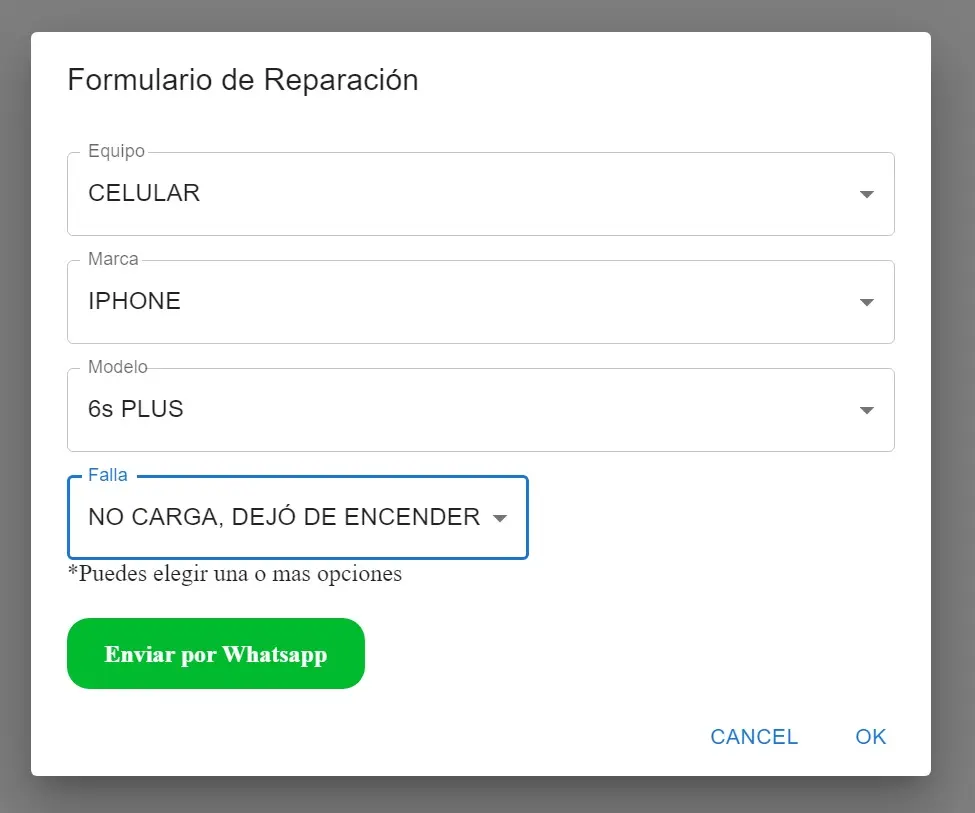 Formulario de Reparación
Equipo
CELULAR
Marca
IPHONE
Modelo
6s PLUS
Falla
NO CARGA, DEJÓ DE ENCENDER
*Puedes elegir una o mas opciones
Enviar por Whatsapp
CANCEL OK